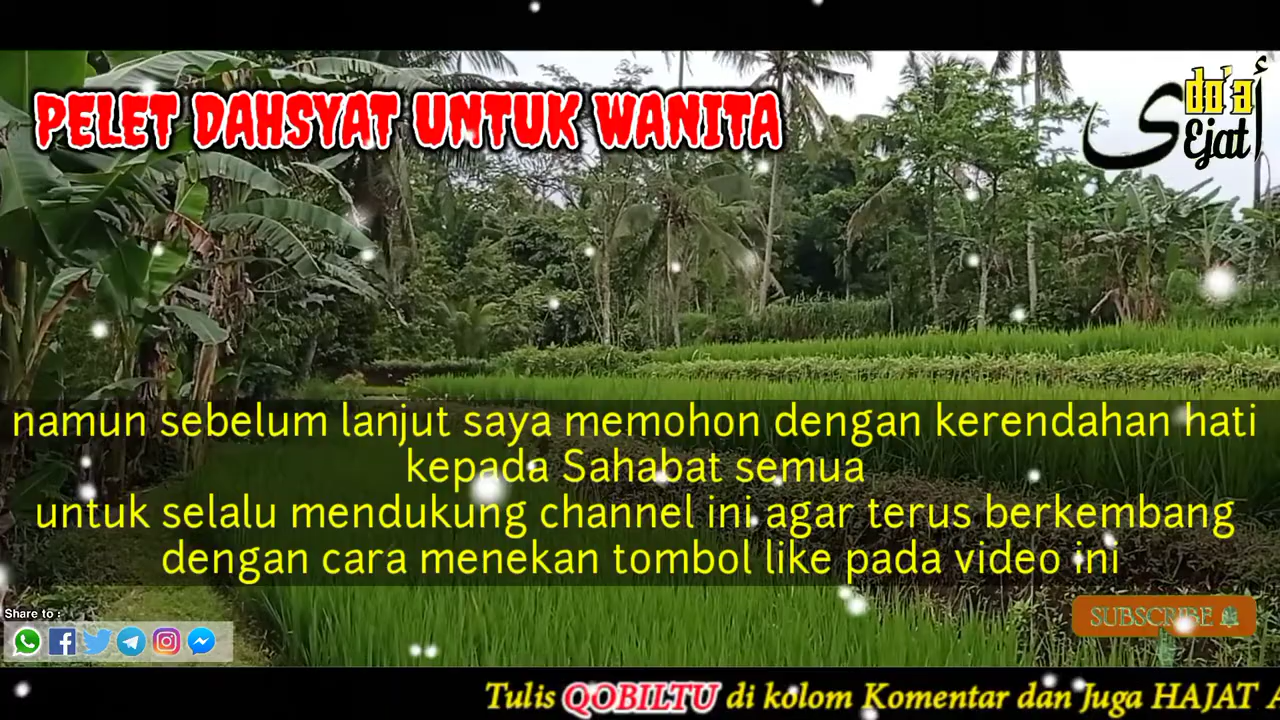 PELET DAHSYAT UNTUK WANITA
أ
do'a
ى
Ejat
namun sebelum lanjut saya memohon dengan kerendahan hati
kepada Sahabat semua
untuk selalu mendukung channel ini agar terus berkembang
dengan cara menekan tombol like pada video ini
Share to :
SUBSCRIBE
Tulis QOBILTU di kolom Komentar dan Juga HAJAT A